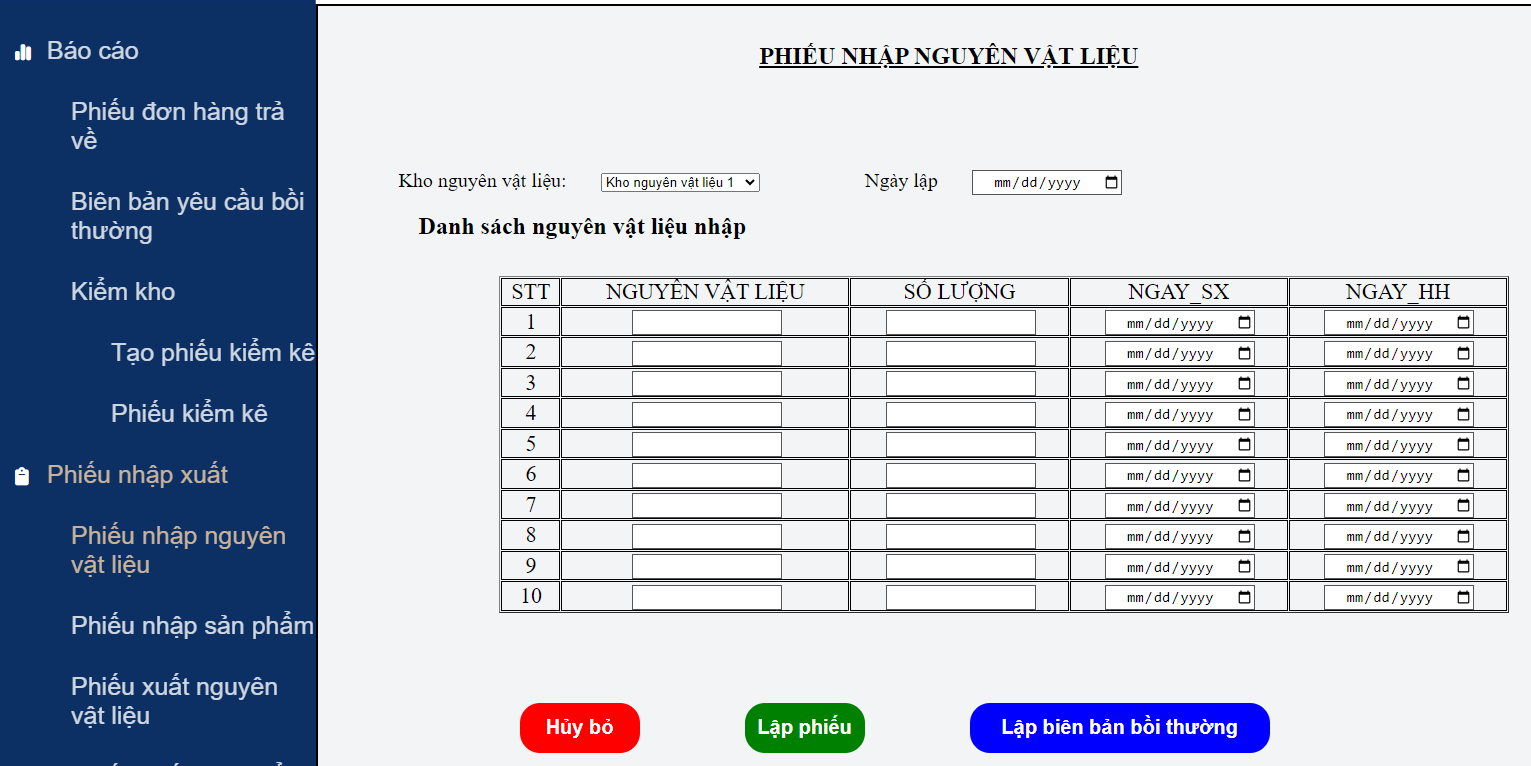 Báo cáo
Phiếu đơn hàng trả
về
Biên bản yêu cầu bồi
thường
Kiểm kho
Tạo phiếu kiểm kê
Phiếu kiểm kê
Phiếu nhập xuất
Phiếu nhập nguyên
vật liệu
Phiếu nhập sản phẩm
Phiếu xuất nguyên
vật liệu
PHIẾU NHẬP NGUYÊN VẬT LIỆU
Kho nguyên vật liệu: Kho nguyên vật liệu 1 Ngày lập mm/dd/yyyy
Danh sách nguyên vật liệu nhập
STT NGUYÊN VẬT LIỆU SỐ LƯỢNG NGAY_SX NGAY_HH
1 mm/dd/yyyy mm/dd/yyyy
2 mm/dd/yyyy mm/dd/yyyy
3 mm/dd/yyyy mm/dd/yyyy
4 mm/dd/yyyy mm/dd/yyyy
5 mm/dd/yyyy mm/dd/yyyy
6 mm/dd/yyyy mm/dd/yyyy
7 mm/dd/yyyy mm/dd/yyyy
8 mm/dd/yyyy mm/dd/yyyy
9 mm/dd/yyyy mm/dd/yyyy
10 mm/dd/yyyy mm/dd/yyyy
Hủy bỏ Lập phiếu Lập biên bản bồi thường